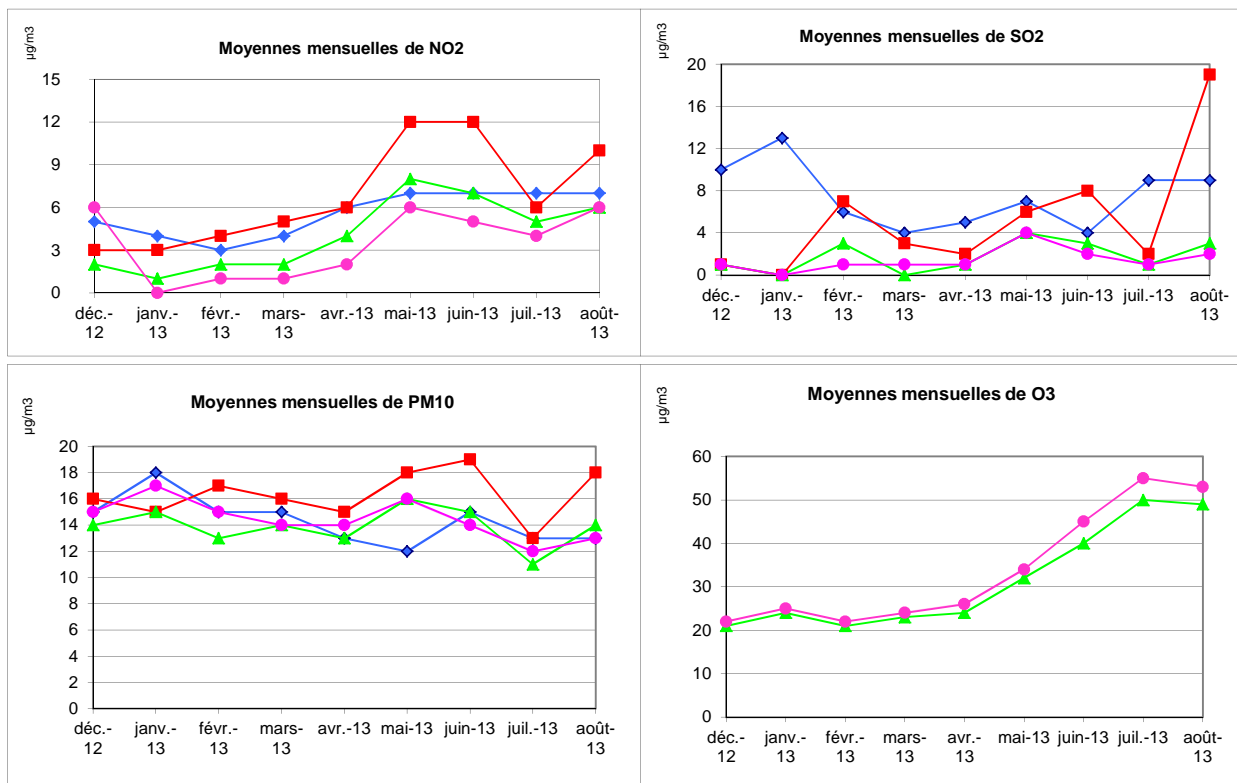 µg/m3
Moyennes mensuelles de NO2
15
12
9
6
3
0
déc.-
12
janv.-
13
févr.-
13
mars-
13
avr.-13
mai-13
juin-13
juil.-13
août-
13
µg/m3
Moyennes mensuelles de SO2
20
16
12
8
4
0
déc.-
12
janv.-
13
févr.-
13
mars-
13
avr.-13
mai-13
juin-13
juil.-13
août-
13
µg/m3
Moyennes mensuelles de PM10
20
18
16
14
12
10
8
6
4
2
0
déc.-
12
janv.-
13
févr.-
13
mars-
13
avr.-13
mai-13
juin-13
juil.-13
août-
13
µg/m3
Moyennes mensuelles de O3
60
50
40
30
20
10
0
déc.-
12
janv.-
13
févr.-
13
mars-
13
avr.-13
mai-13
juin-13
juil.-13
août-
13